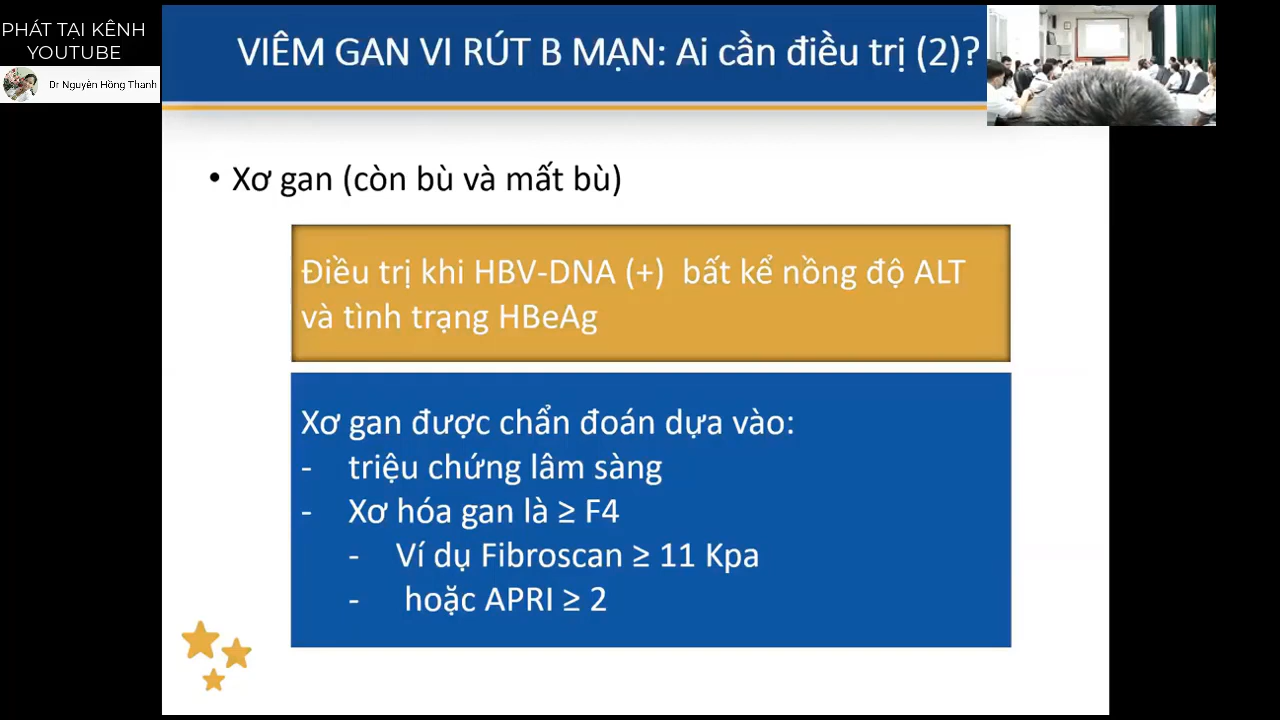 PHÁT TẠI KÊNH
YOUTUBE
Dr Nguyễn Hồng Thanh
VIÊM GAN VI RÚT B MẠN: Ai cần điều trị (2)?
• Xơ gan (còn bù và mất bù)
Điều trị khi HBV-DNA (+) bất kể nồng độ ALT
và tình trạng HBeAg
Xơ gan được chẩn đoán dựa vào:
- triệu chứng lâm sàng
- Xơ hóa gan là ≥ F4
- Ví dụ Fibroscan ≥ 11 Kpa
- hoặc APRI ≥ 2